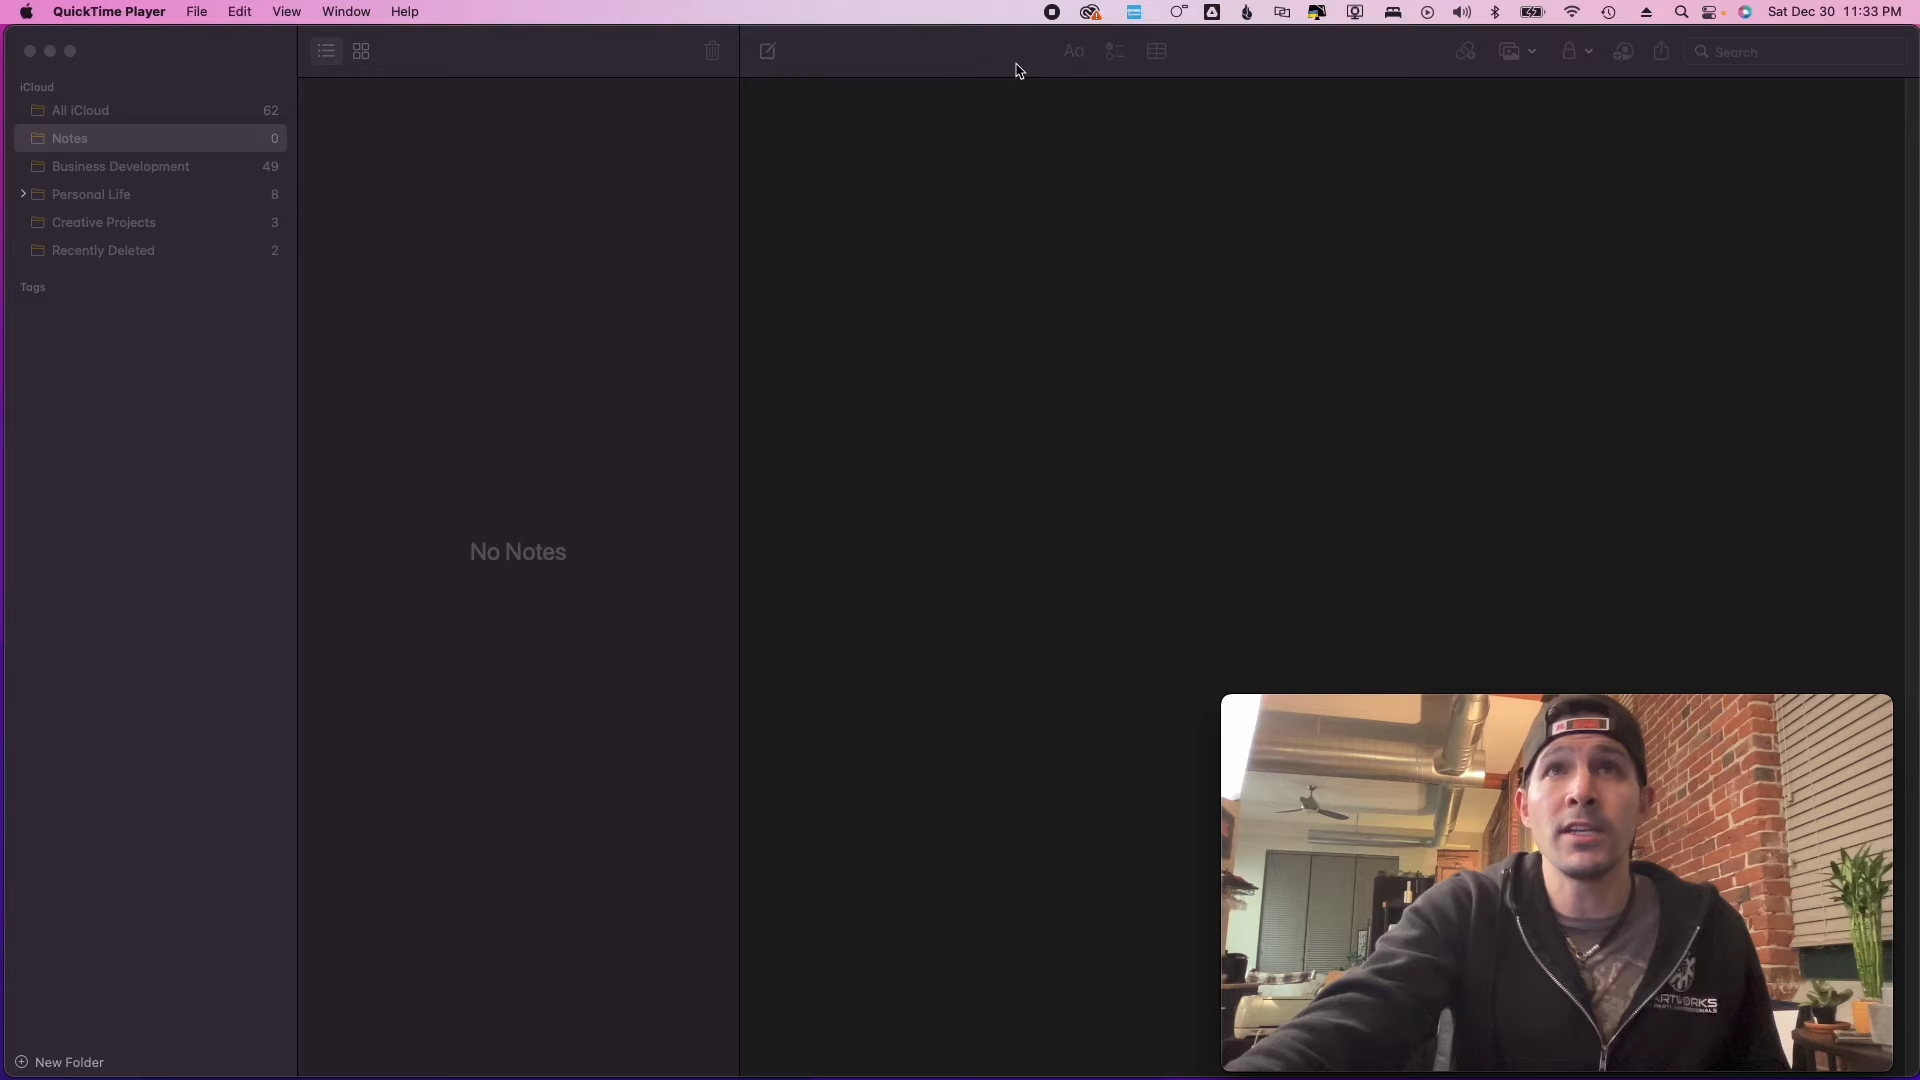 QuickTime Player File Edit View Window Help Sat Dec 30 11:33 PM
Aa Search
iCloud
All iCloud 62
Notes 0
Business Development 49
Personal Life 8
Creative Projects 3
Recently Deleted 2
Tags
No Notes
ARTWORKS
New Folder